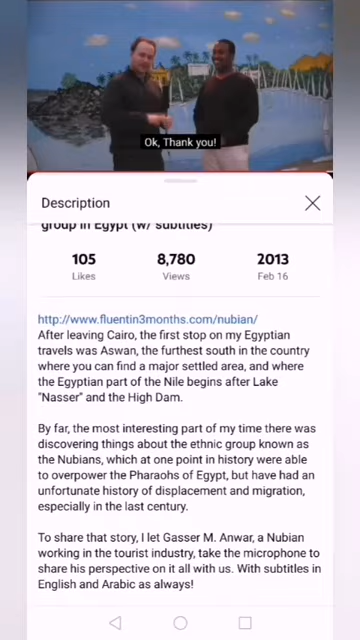 Ok, Thank you!
Description
group in Egypt (w/ subtitles)
105
8,780
2013
Likes
Views
Feb 16
http://www.fluentin3months.com/nubian/
After leaving Cairo, the first stop on my Egyptian
travels was Aswan, the furthest south in the country
where you can find a major settled area, and where
the Egyptian part of the Nile begins after Lake
"Nasser" and the High Dam.
By far, the most interesting part of my time there was
discovering things about the ethnic group known as
the Nubians, which at one point in history were able
to overpower the Pharaohs of Egypt, but have had an
unfortunate history of displacement and migration,
especially in the last century.
To share that story, I let Gasser M. Anwar, a Nubian
working in the tourist industry, take the microphone to
share his perspective on it all with us. With subtitles in
English and Arabic as always!